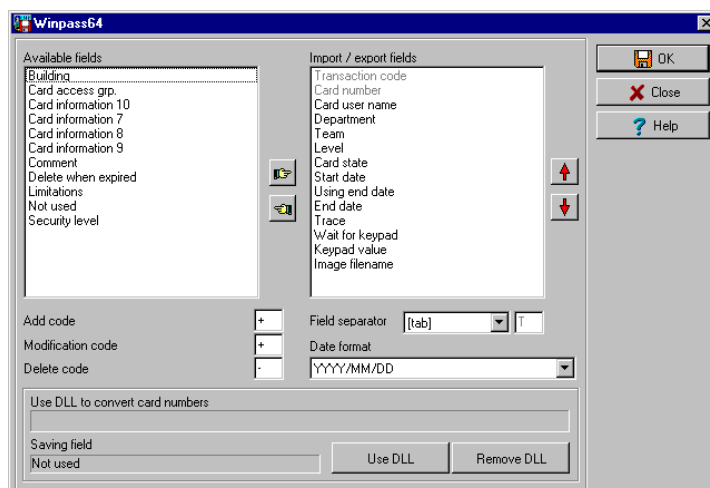 Winpass64
Available fields
Building
Card access grp.
Card information 10
Card information 7
Card information 8
Card information 9
Comment
Delete when expired
Limitations
Not used
Security level
Import / export fields
Transaction code
Card number
Card user name
Department
Team
Level
Card state
Start date
Using end date
End date
Trace
Wait for keypad
Keypad value
Image filename
OK
Close
? Help
Add code +
Modification code +
Delete code -
Field separator [tab] T
Date format
YYYY/MM/DD
Use DLL to convert card numbers
Saving field
Not used
Use DLL
Remove DLL